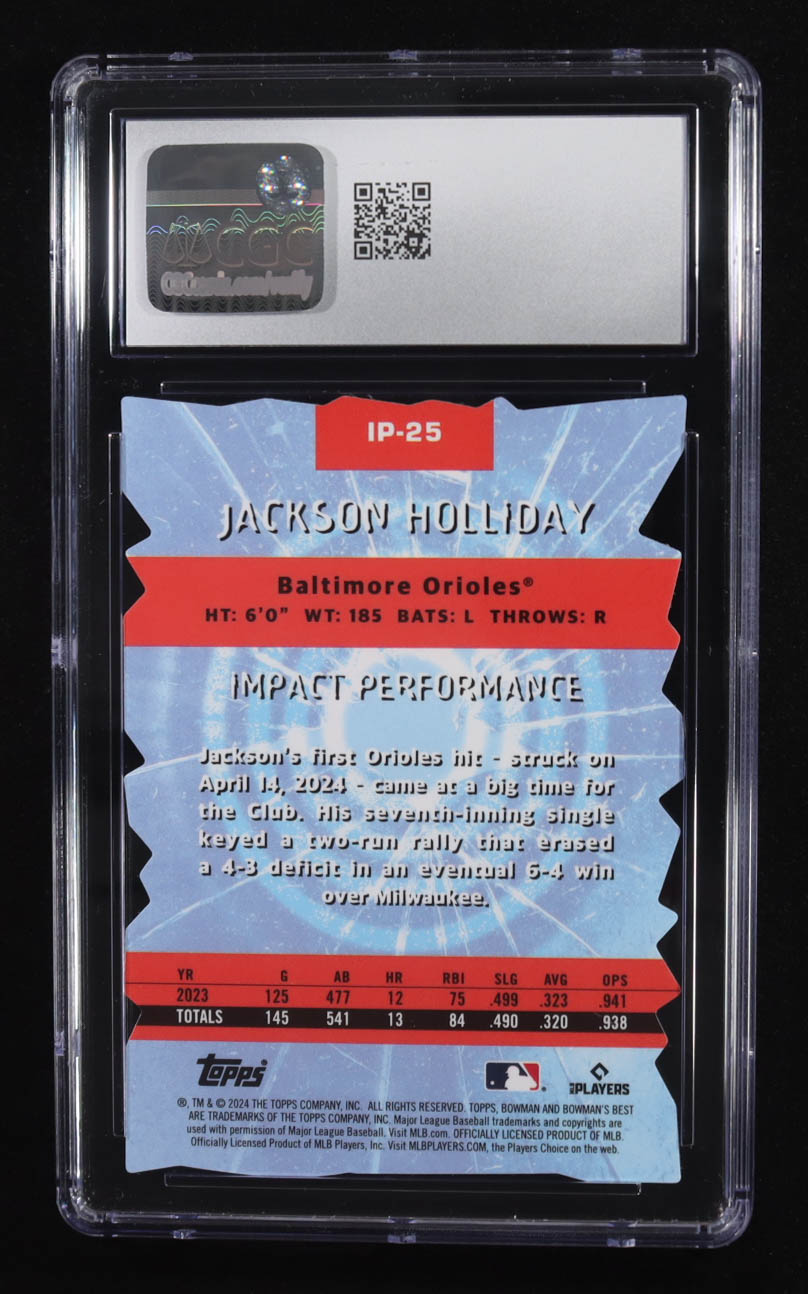 CGC
IP-25
JACKSON HOLLIDAY
Baltimore Orioles®
HT: 6'0" WT: 185 BATS: L THROWS: R
IMPACT PERFORMANCE
Jackson's first Orioles hit - struck on
April 14, 2024 - came at a big time for
the Club. His seventh-inning single
keyed a two-run rally that erased
a 4-3 deficit in an eventual 6-4 win
over Milwaukee.
YR G AB HR RBI SLG AVG OPS
2023 125 477 12 75 .499 .323 .941
TOTALS 145 541 13 84 .490 .320 .938
Topps®
MLB PLAYERS
®, TM & © 2024 THE TOPPS COMPANY, INC. ALL RIGHTS RESERVED. TOPPS, BOWMAN AND BOWMAN'S BEST
ARE TRADEMARKS OF THE TOPPS COMPANY, INC. Major League Baseball trademarks and copyrights are
used with permission of Major League Baseball. Visit MLB.com. OFFICIALLY LICENSED PRODUCT OF MLB.
Officially Licensed Product of MLB Players, Inc. Visit MLBPLAYERS.COM, the Players Choice on the web.